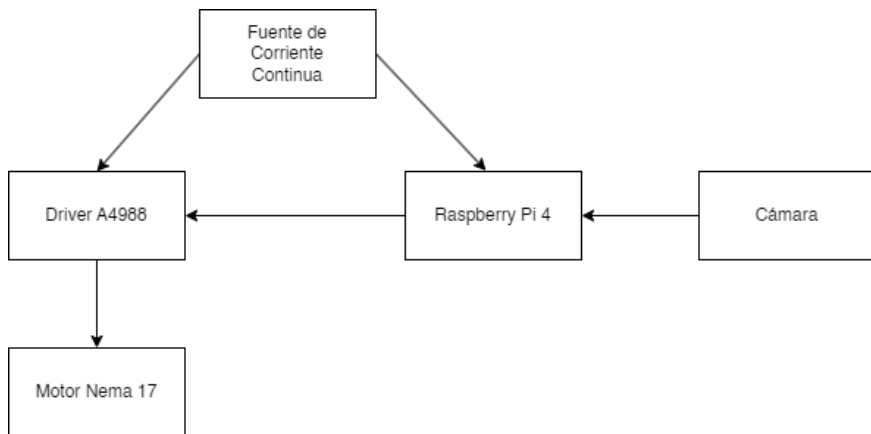 Fuente de
Corriente
Continua
Driver A4988
Raspberry Pi 4
Cámara
Motor Nema 17